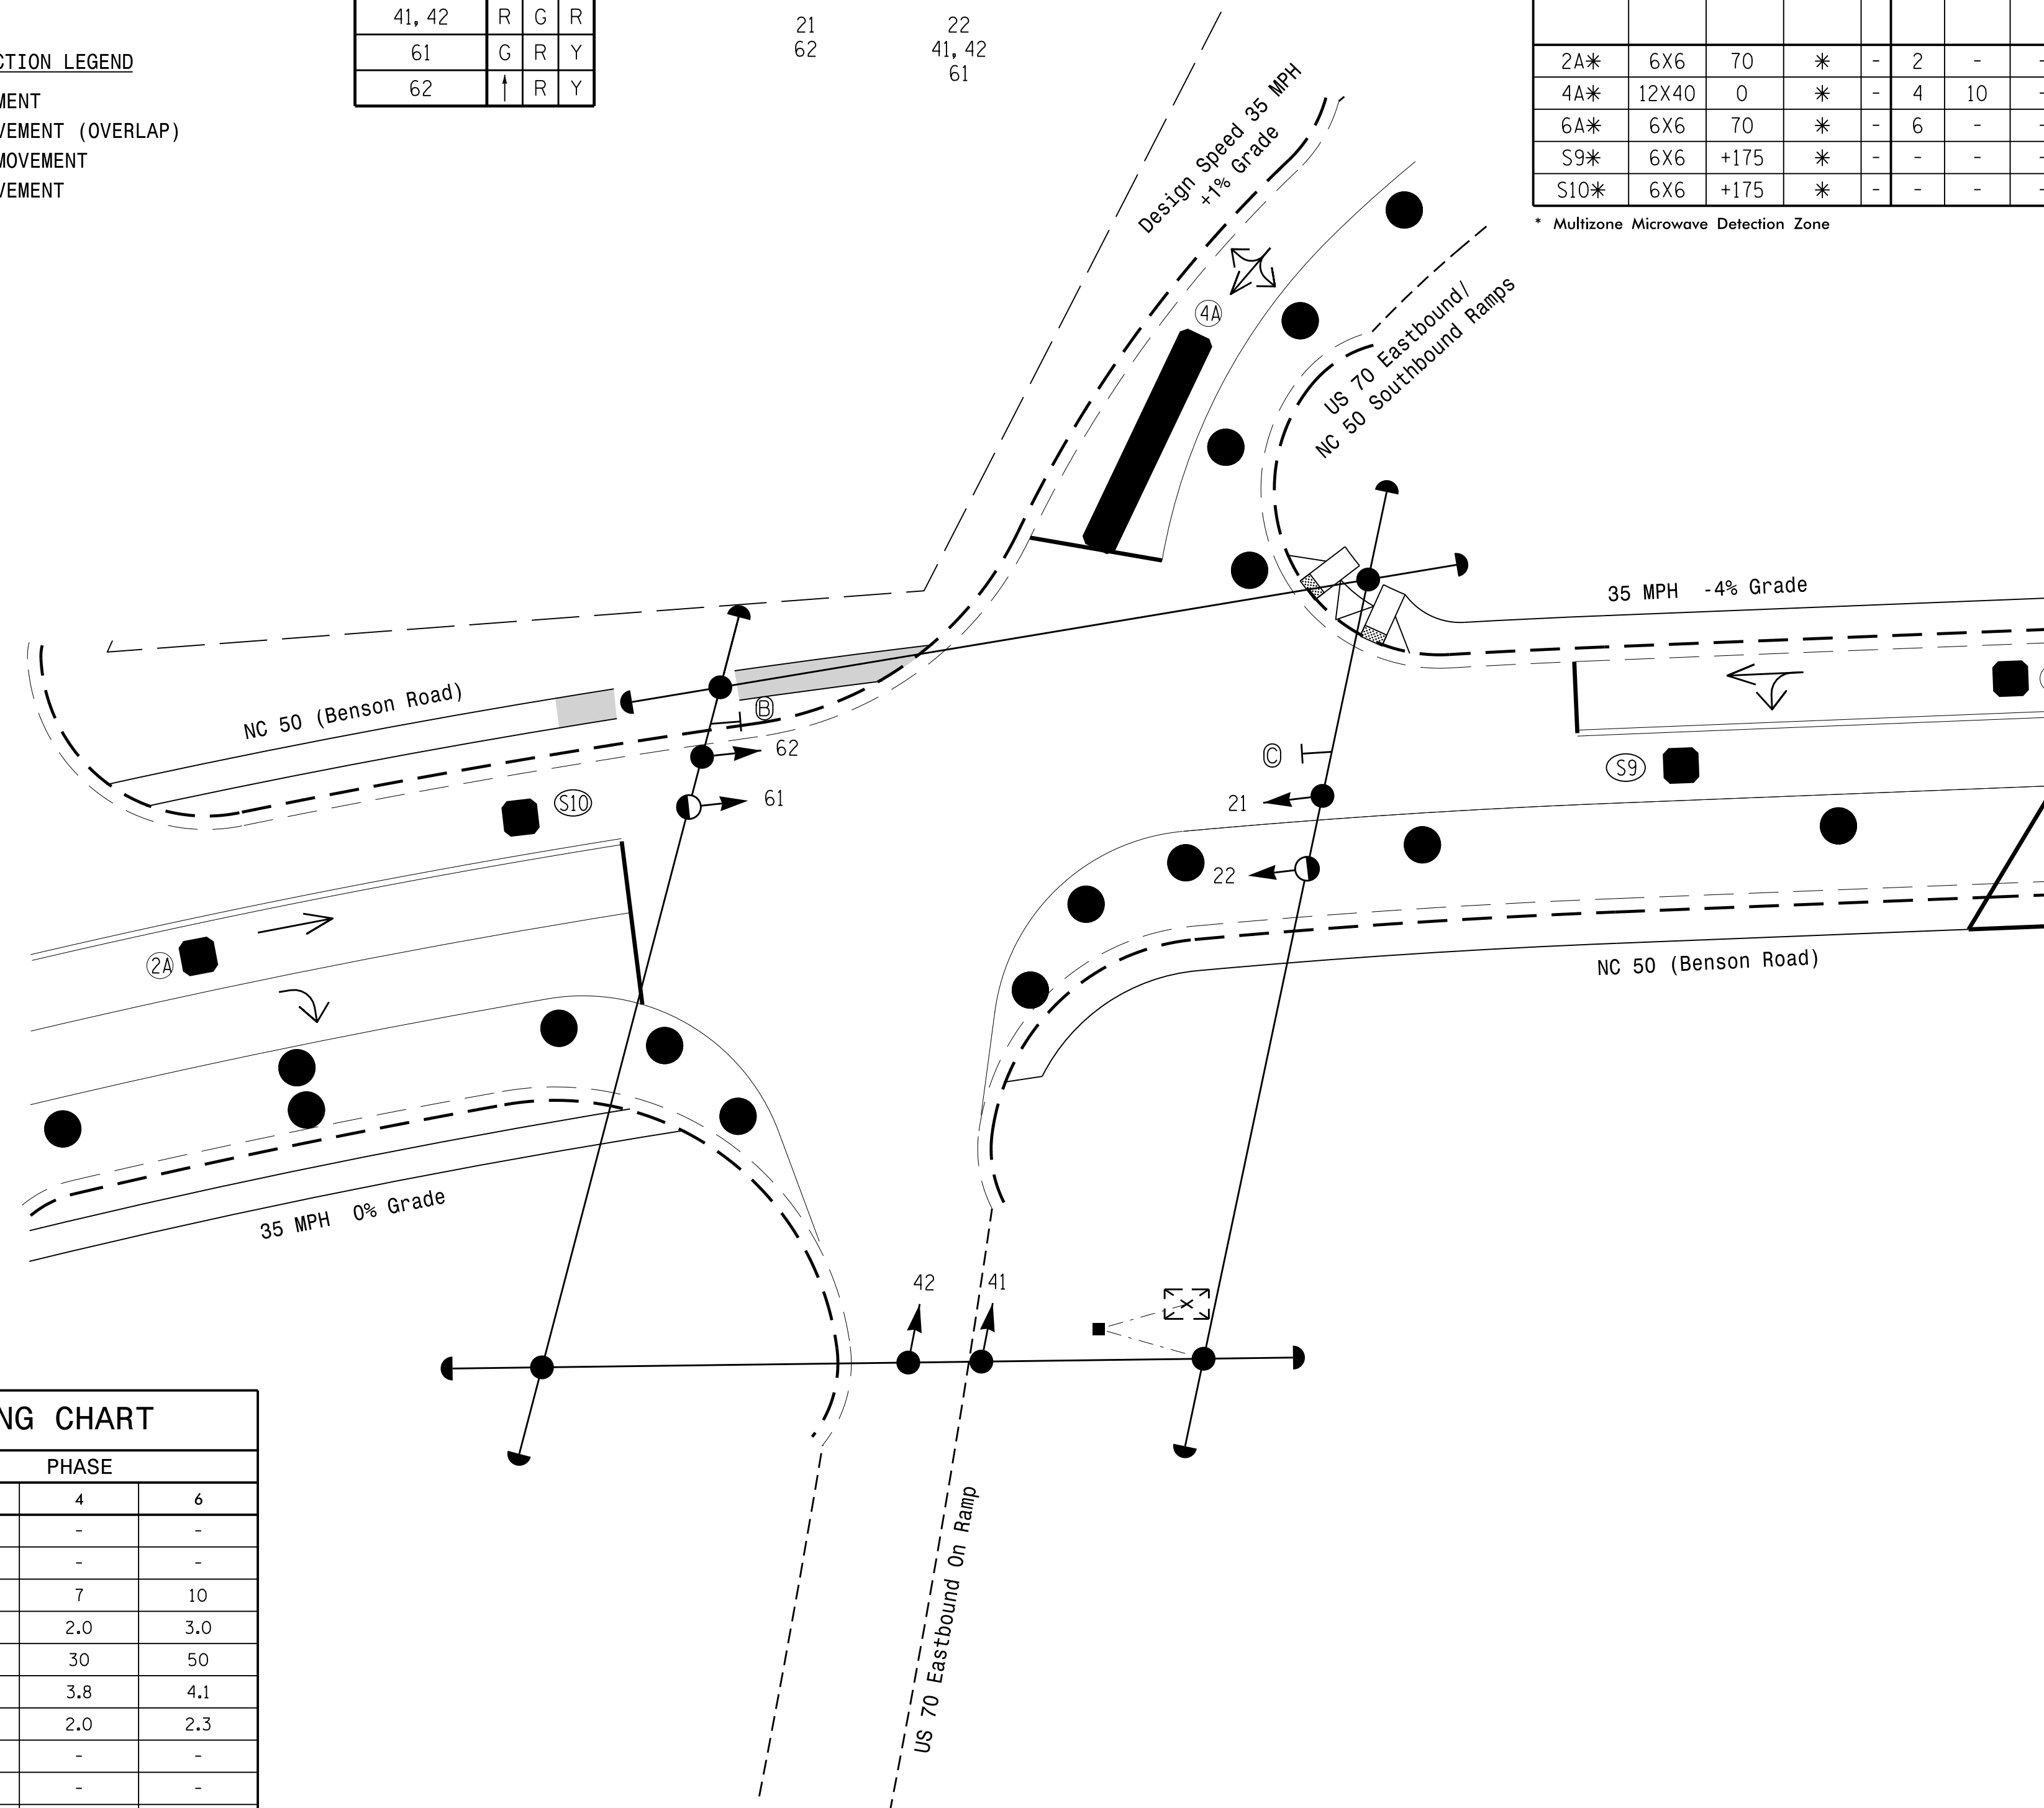 41, 42 R G R
61 G R Y
62 ↑ R Y
21 22
62 41, 42
61
CTION LEGEND
MENT
VEMENT (OVERLAP)
MOVEMENT
VEMENT
2A* 6X6 70 * - 2 - -
4A* 12X40 0 * - 4 10 -
6A* 6X6 70 * - 6 - -
S9* 6X6 +175 * - - - -
S10* 6X6 +175 * - - - -
* Multizone Microwave Detection Zone
Design Speed 35 MPH
+1% Grade
4A
US 70 Eastbound/
NC 50 Southbound Ramps
35 MPH -4% Grade
NC 50 (Benson Road)
B
62
61
S10
C
21
22
S9
2A
NC 50 (Benson Road)
35 MPH 0% Grade
42 41
X
US 70 Eastbound On Ramp
NG CHART
PHASE
4 6
- -
- -
7 10
2.0 3.0
30 50
3.8 4.1
2.0 2.3
- -
- -